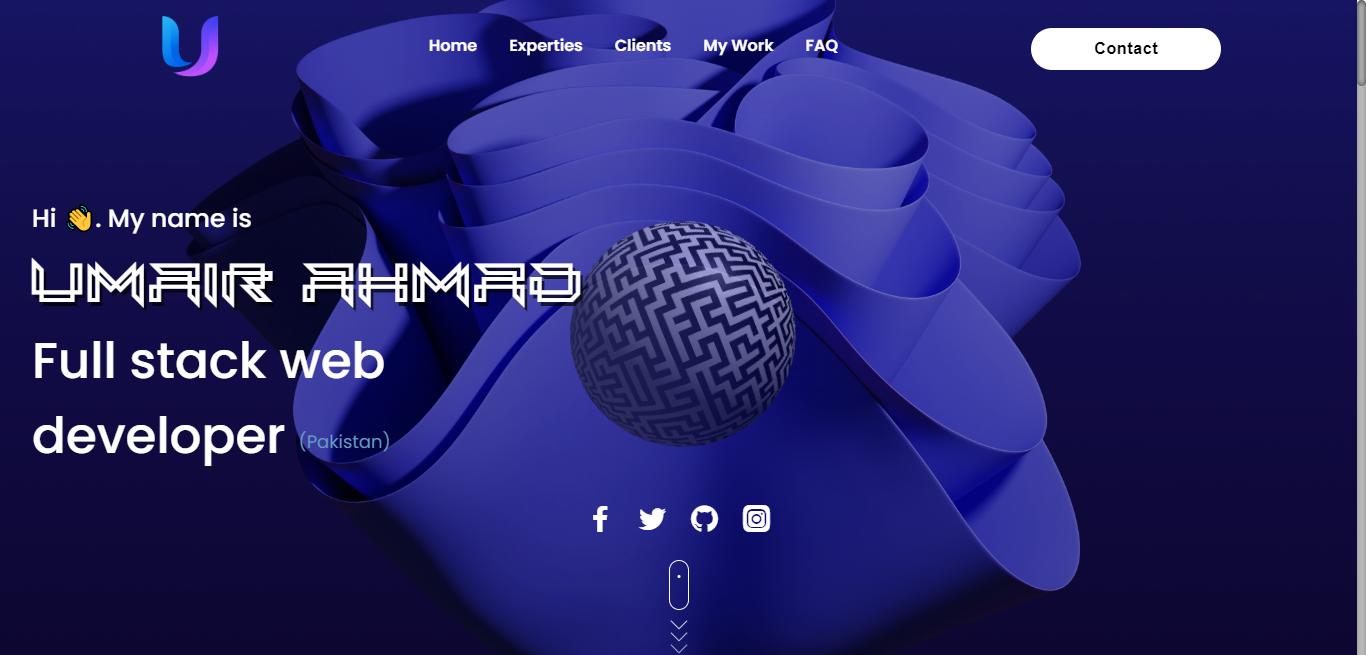 Home Experties Clients My Work FAQ Contact
Hi 👋. My name is
UMAIR AHMAD
Full stack web
developer (Pakistan)